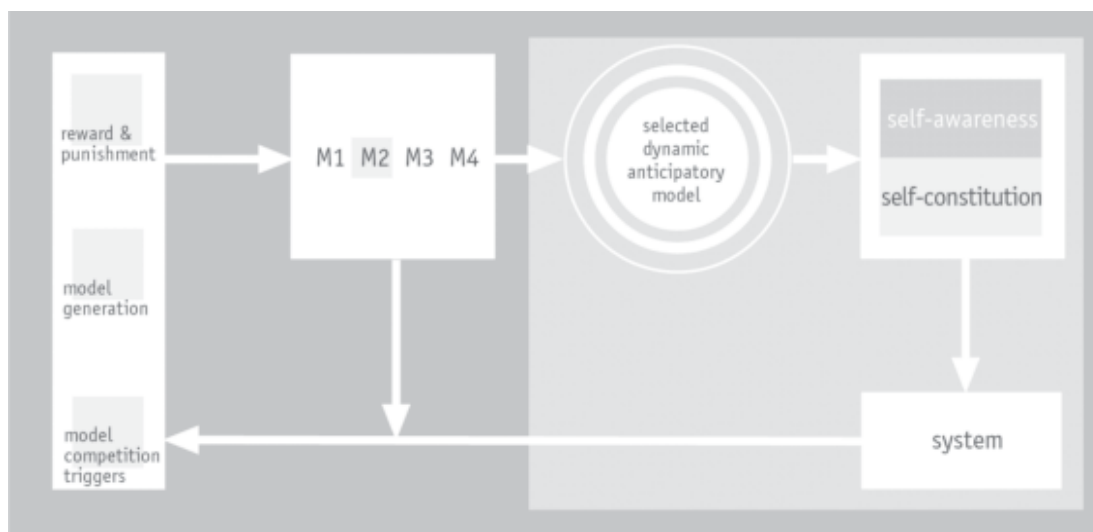 reward &
punishment
model
generation
model
competition
triggers
M1 M2 M3 M4
selected
dynamic
anticipatory
model
self-awareness
self-constitution
system